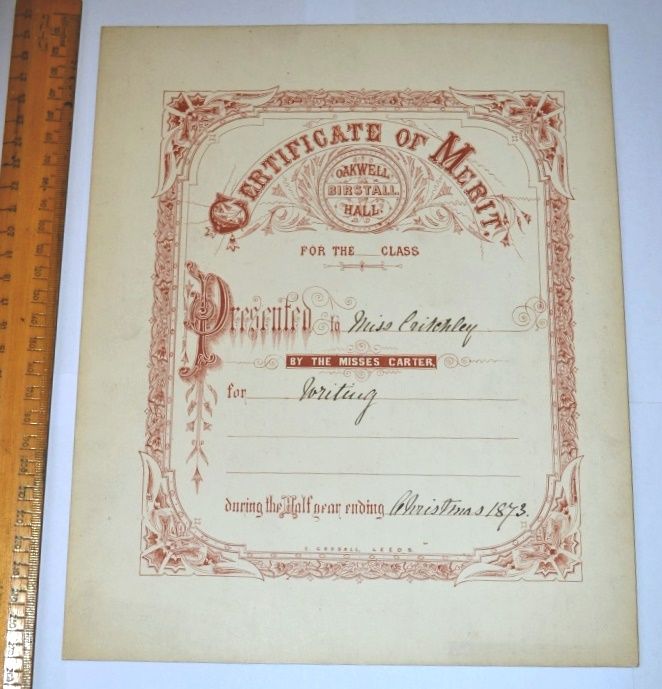 CERTIFICATE OF MERIT
OAKWELL
BIRSTALL.
HALL.
FOR THE CLASS
Presented to Miss Critchley
BY THE MISSES CARTER,
for Writing
during the Half year ending Christmas 1873.
LEEDS.